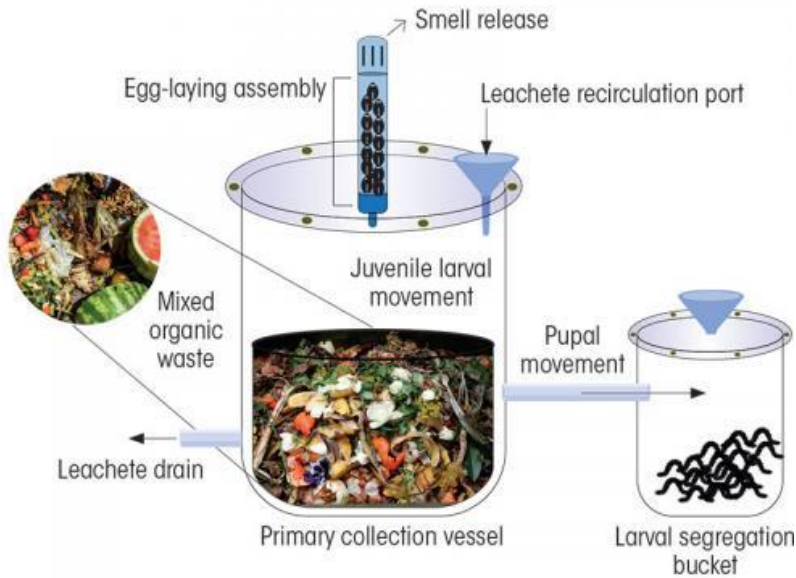 Smell release
Egg-laying assembly
Leachete recirculation port
Juvenile larval
movement
Mixed
organic
waste
Pupal
movement
Leachete drain
Primary collection vessel
Larval segregation
bucket